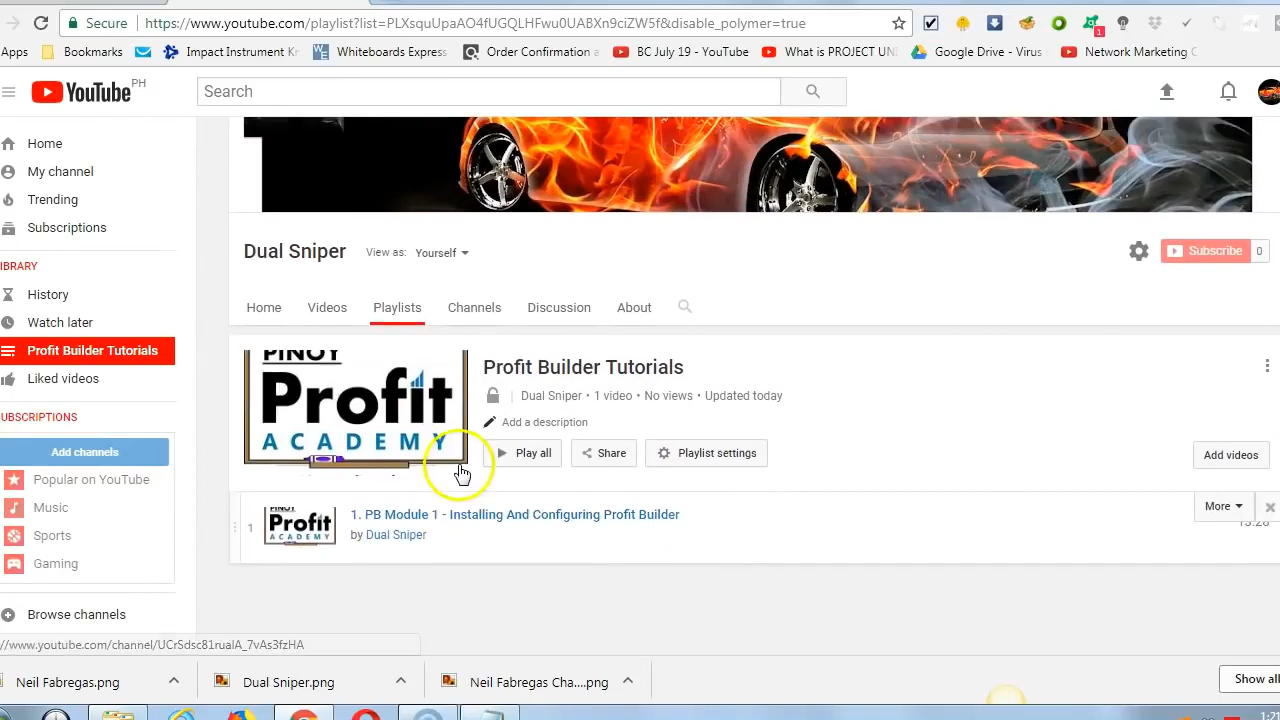 Secure
https://www.youtube.com/playlist?list=PLXsquUpaAO4fUGQLHFwu0UABXn9ciZW5f&disable_polymer=true
1
Apps Bookmarks Impact Instrument Kr Whiteboards Express Order Confirmation a BC July 19 - YouTube What is PROJECT UNI Google Drive - Virus Network Marketing C
YouTube PH
Search
Home
My channel
Trending
Subscriptions
LIBRARY
History
Watch later
Profit Builder Tutorials
Liked videos
SUBSCRIPTIONS
Add channels
Popular on YouTube
Music
Sports
Gaming
Browse channels
Dual Sniper View as: Yourself
Subscribe 0
Home Videos Playlists Channels Discussion About
PINOY
Profit
ACADEMY
Profit Builder Tutorials
Dual Sniper • 1 video • No views • Updated today
Add a description
Play all Share Playlist settings
Add videos
1
PINOY
Profit
1. PB Module 1 - Installing And Configuring Profit Builder
by Dual Sniper
More
//www.youtube.com/channel/UCrSdsc81rualA_7vAs3fzHA
Neil Fabregas.png Dual Sniper.png Neil Fabregas Cha....png Show all